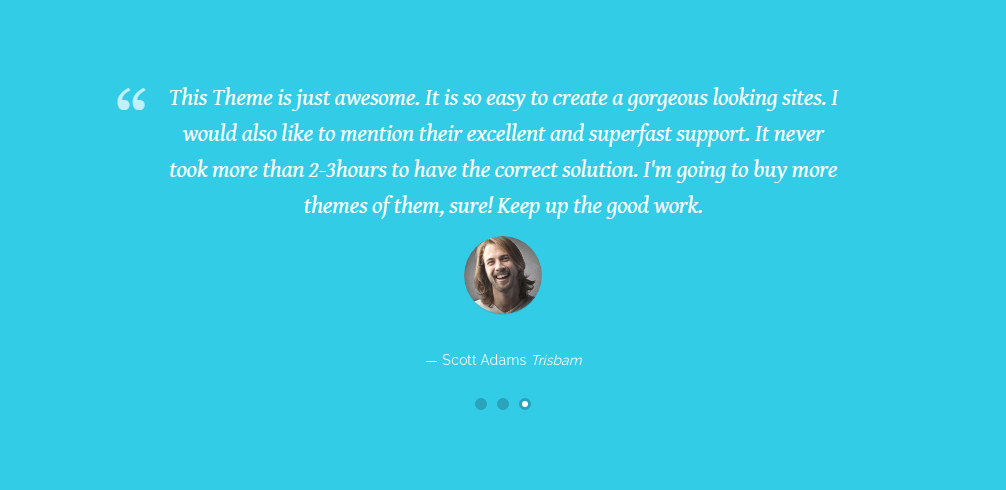 “ This Theme is just awesome. It is so easy to create a gorgeous looking sites. I
would also like to mention their excellent and superfast support. It never
took more than 2-3hours to have the correct solution. I'm going to buy more
themes of them, sure! Keep up the good work.
— Scott Adams Trisbam